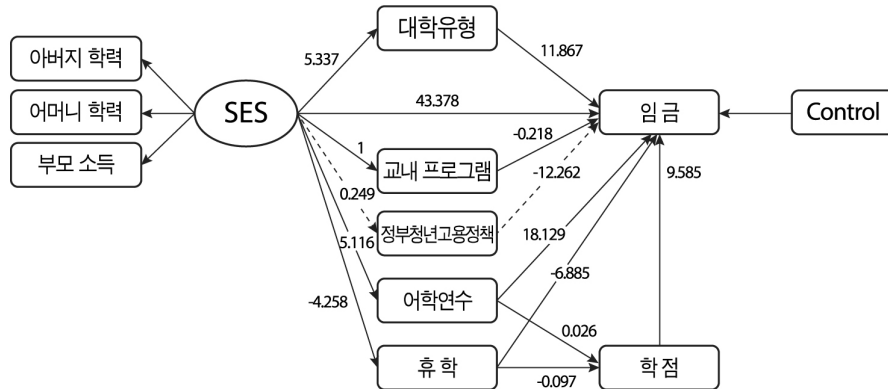 대학유형
5.337
11.867
아버지 학력
어머니 학력
부모 소득
SES
43.378
임 금
Control
-0.218
1
교내 프로그램
-12.262
9.585
0.249
정부청년고용정책
5.116
18.129
-6.885
-4.258
어학연수
0.026
휴 학
학 점
-0.097